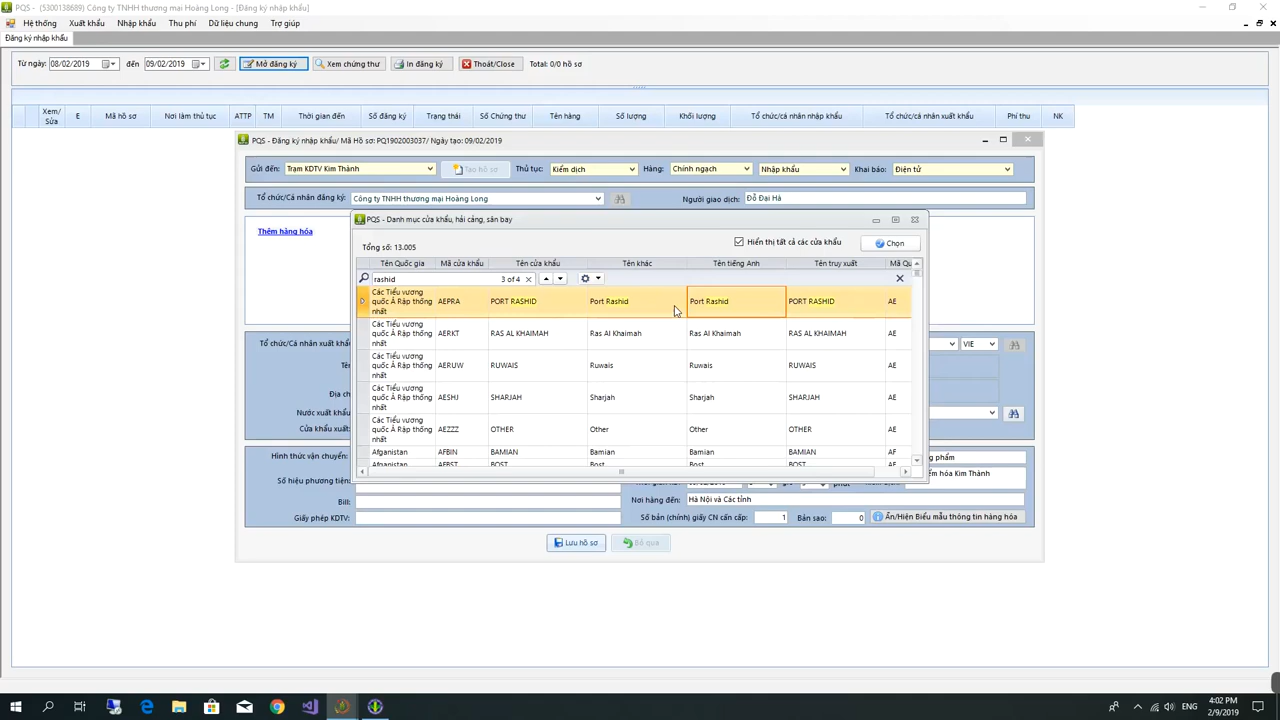 PQS - (5300138689) Công ty TNHH thương mại Hoàng Long - [Đăng ký nhập khẩu]
Hệ thống Xuất khẩu Nhập khẩu Thu phí Dữ liệu chung Trợ giúp
Đăng ký nhập khẩu
Từ ngày: 08/02/2019 đến 09/02/2019 Mở đăng ký Xem chứng thư In đăng ký Thoát/Close Total: 0/0 hồ sơ
Xem/Sửa E Mã hồ sơ Nơi làm thủ tục ATTP TM Thời gian đến Số đăng ký Trạng thái Số Chứng thư Tên hàng Số lượng Khối lượng Tổ chức/cá nhân nhập khẩu Tổ chức/cá nhân xuất khẩu Phí thu NK
PQS - Đăng ký nhập khẩu/ Mã Hồ sơ: PQ1902003037/ Ngày tạo: 09/02/2019
Gửi đến: Trạm KDTV Kim Thành Tạo hồ sơ Thủ tục: Kiểm dịch Hàng: Chính ngạch Nhập khẩu Khai báo: Điện tử
Tổ chức/Cá nhân đăng ký: Công ty TNHH thương mại Hoàng Long Người giao dịch: Đỗ Đại Hà
PQS - Danh mục cửa khẩu, hải cảng, sân bay
Thêm hàng hóa
Tổng số: 13.005 Hiển thị tất cả các cửa khẩu Chọn
Tên Quốc gia Mã cửa khẩu Tên cửa khẩu Tên khác Tên tiếng Anh Tên truy xuất Mã Qu
rashid 3 of 4
Các Tiểu vương quốc Ả Rập thống nhất AEPRA PORT RASHID Port Rashid Port Rashid PORT RASHID AE
Các Tiểu vương quốc Ả Rập thống nhất AERKT RAS AL KHAIMAH Ras Al Khaimah Ras Al Khaimah RAS AL KHAIMAH AE
Các Tiểu vương quốc Ả Rập thống nhất AERUW RUWAIS Ruwais Ruwais RUWAIS AE
Các Tiểu vương quốc Ả Rập thống nhất AESHJ SHARJAH Sharjah Sharjah SHARJAH AE
Các Tiểu vương quốc Ả Rập thống nhất AEZZZ OTHER Other Other OTHER AE
Afganistan AFBIN BAMIAN Bamian Bamian BAMIAN AF
Afganistan AFBST BOST Bost Bost BOST AF
Tổ chức/Cá nhân xuất khẩ VIE
Tên
Địa ch
Nước xuất khẩ
Cửa khẩu xuất
Hình thức vận chuyển: g phẩm
Số hiệu phương tiện: ểm hóa Kim Thành
Bill: Nơi hàng đến: Hà Nội và Các tỉnh
Giấy phép KDTV: Số bản (chính) giấy CN cần cấp: 1 Bản sao: 0 Ẩn/Hiện Biểu mẫu thông tin hàng hóa
Lưu hồ sơ Bỏ qua
ENG 4:02 PM
2/9/2019